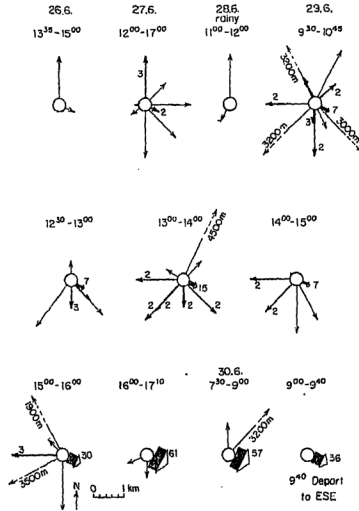 26.6. 27.6. 28.6. 29.6.
rainy
13³⁵-15⁰⁰ 12⁰⁰-17⁰⁰ 11⁰⁰-12⁰⁰ 9³⁰-10⁴⁵
3 3200m
2 2 2
3 7
3200m 2 3000m
12³⁰-13⁰⁰ 13⁰⁰-14⁰⁰ 14⁰⁰-15⁰⁰
4500m
7 2 15 2 7
3 2 2 2 2
30.6.
15⁰⁰-16⁰⁰ 16⁰⁰-17¹⁰ 7³⁰-9⁰⁰ 9⁰⁰-9⁴⁰
1900m 3200m
3 30 61 57 36
3500m
9⁴⁰ Depart
to ESE
N 0 1 km